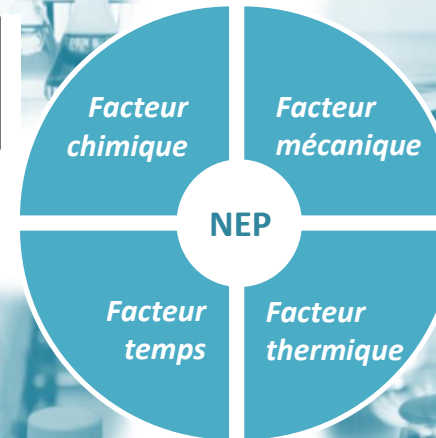 Facteur
chimique
Facteur
mécanique
NEP
Facteur
temps
Facteur
thermique